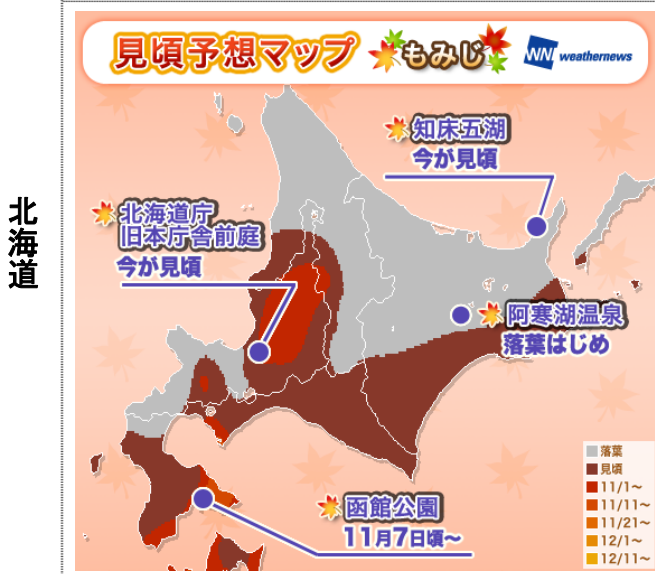 見頃予想マップ もみじ WNI weathernews
知床五湖
今が見頃
北海道
北海道庁
旧本庁舎前庭
今が見頃
阿寒湖温泉
落葉はじめ
函館公園
11月7日頃～
落葉
見頃
11/1～
11/11～
11/21～
12/1～
12/11～